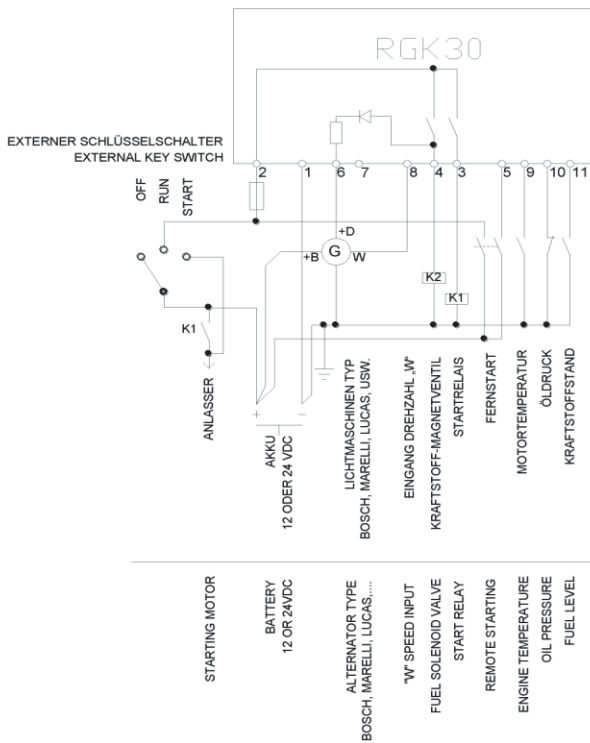 RGK30
EXTERNER SCHLÜSSELSCHALTER
EXTERNAL KEY SWITCH
2
1
6
7
8
4
3
5
9
10
11
OFF
RUN
START
+D
+B
G
W
K2
K1
K1
+
−
ANLASSER
AKKU
12 ODER 24 VDC
LICHTMASCHINEN TYP
BOSCH, MARELLI, LUCAS, USW.
EINGANG DREHZAHL „W"
KRAFTSTOFF-MAGNETVENTIL
STARTRELAIS
FERNSTART
MOTORTEMPERATUR
ÖLDRUCK
KRAFTSTOFFSTAND
STARTING MOTOR
BATTERY
12 OR 24VDC
ALTERNATOR TYPE
BOSCH, MARELLI, LUCAS,....
"W" SPEED INPUT
FUEL SOLENOID VALVE
START RELAY
REMOTE STARTING
ENGINE TEMPERATURE
OIL PRESSURE
FUEL LEVEL